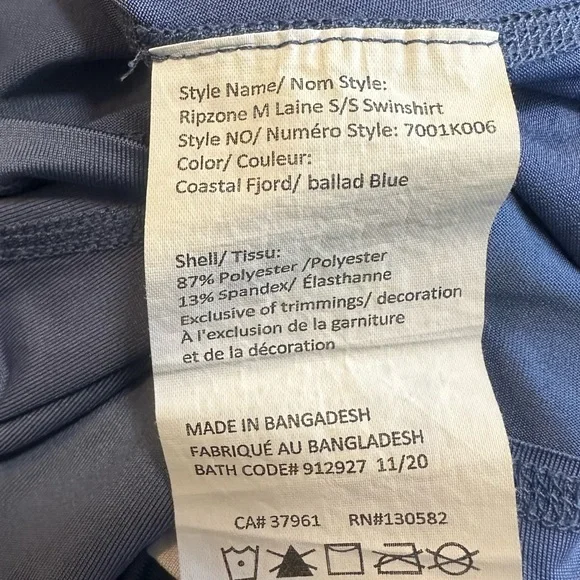 Style Name/ Nom Style:
Ripzone M Laine S/S Swinshirt
Style NO/ Numéro Style: 7001K006
Color/ Couleur:
Coastal Fjord/ ballad Blue
Shell/ Tissu:
87% Polyester /Polyester
13% Spandex/ Élasthanne
Exclusive of trimmings/ decoration
À l'exclusion de la garniture
et de la décoration
MADE IN BANGADESH
FABRIQUÉ AU BANGLADESH
BATH CODE# 912927 11/20
CA# 37961 RN#130582